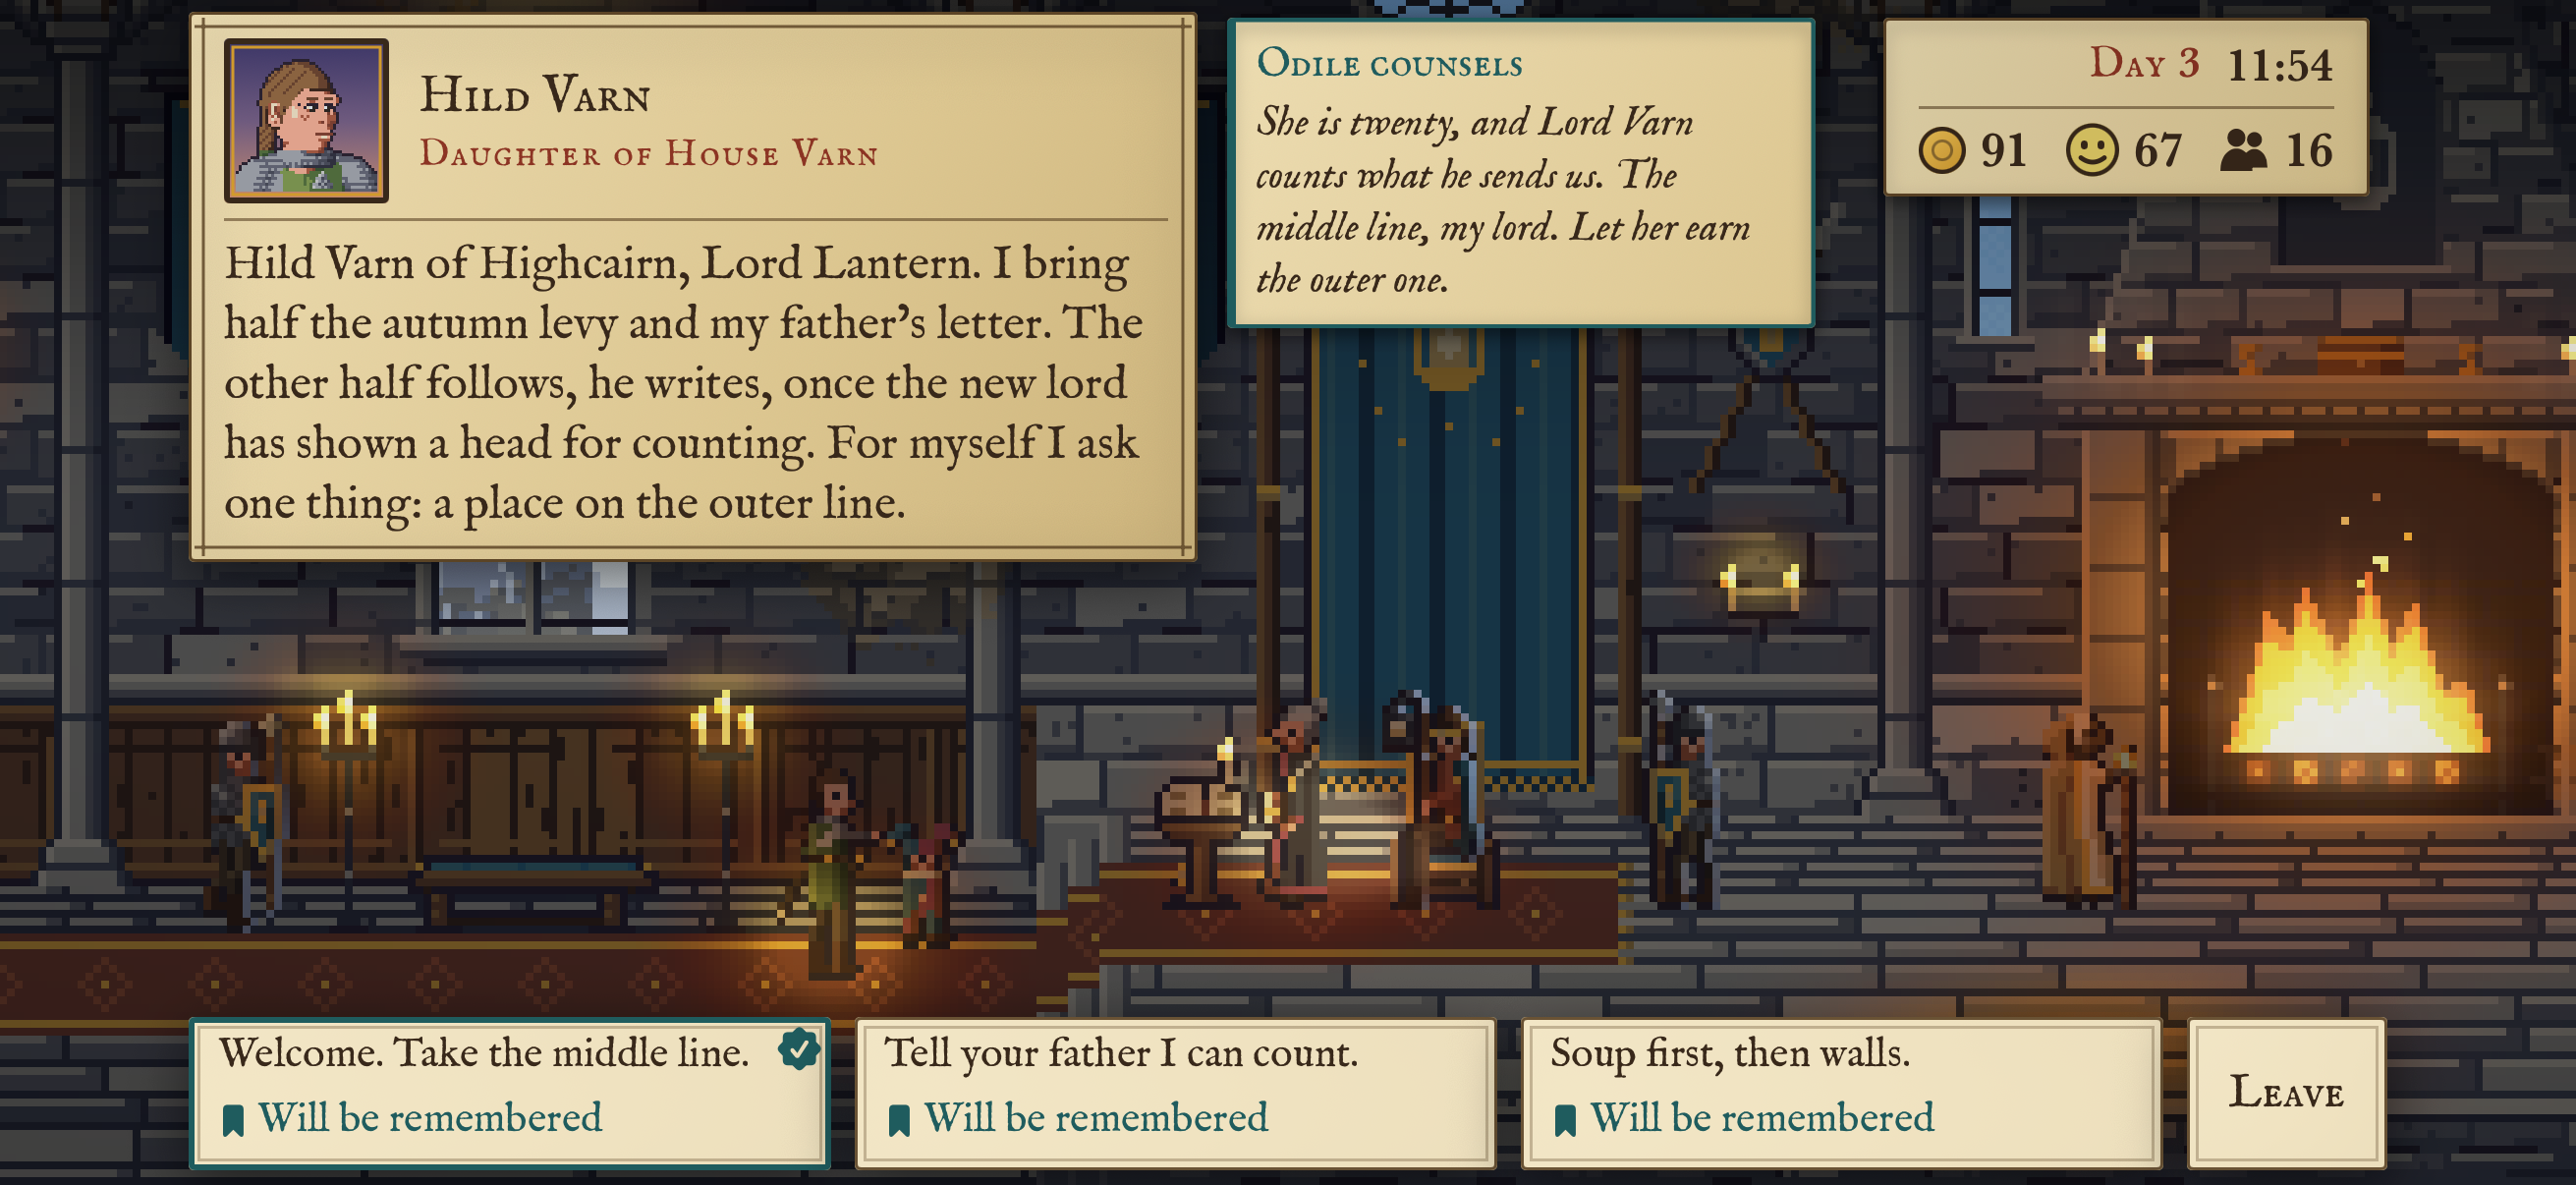 Hild Varn
Daughter of House Varn
Hild Varn of Highcairn, Lord Lantern. I bring
half the autumn levy and my father’s letter. The
other half follows, he writes, once the new lord
has shown a head for counting. For myself I ask
one thing: a place on the outer line.
Odile counsels
She is twenty, and Lord Varn
counts what he sends us. The
middle line, my lord. Let her earn
the outer one.
Day 3 11:54
91 67 16
Welcome. Take the middle line.
Will be remembered
Tell your father I can count.
Will be remembered
Soup first, then walls.
Will be remembered
Leave